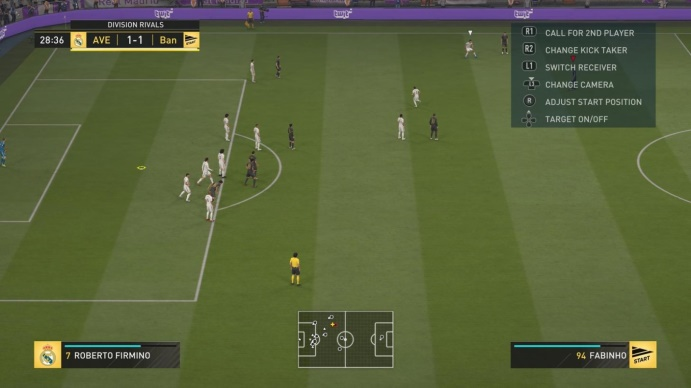 DIVISION RIVALS
28:36 AVE 1-1 Ban START
R1 CALL FOR 2ND PLAYER
R2 CHANGE KICK TAKER
L1 SWITCH RECEIVER
CHANGE CAMERA
R ADJUST START POSITION
TARGET ON/OFF
7 ROBERTO FIRMINO
94 FABINHO START